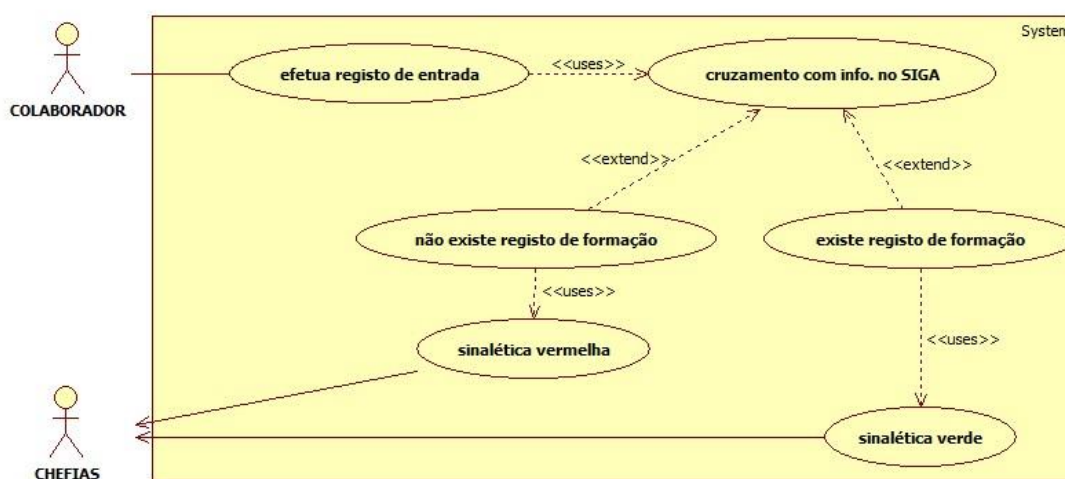 System
efetua registo de entrada
<<uses>>
cruzamento com info. no SIGA
COLABORADOR
<<extend>>
<<extend>>
não existe registo de formação
existe registo de formação
<<uses>>
<<uses>>
sinalética vermelha
sinalética verde
CHEFIAS